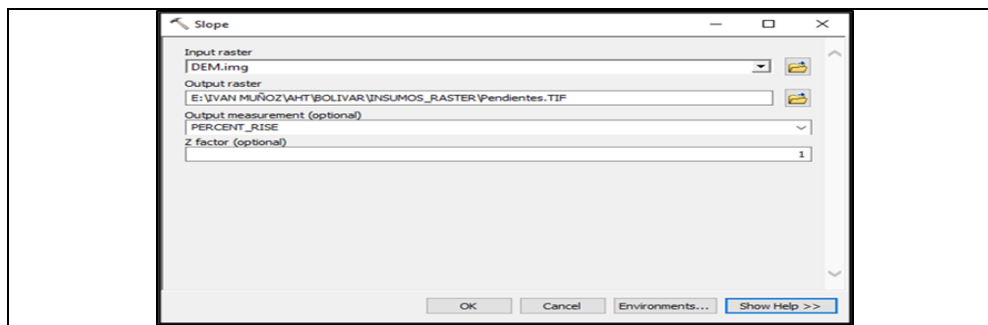 Slope
Input raster
DEM.img
Output raster
E:\IVAN MUÑOZ\AHT\BOLIVAR\INSUMOS_RASTER\Pendientes.TIF
Output measurement (optional)
PERCENT_RISE
Z factor (optional)
1
OK Cancel Environments... Show Help >>